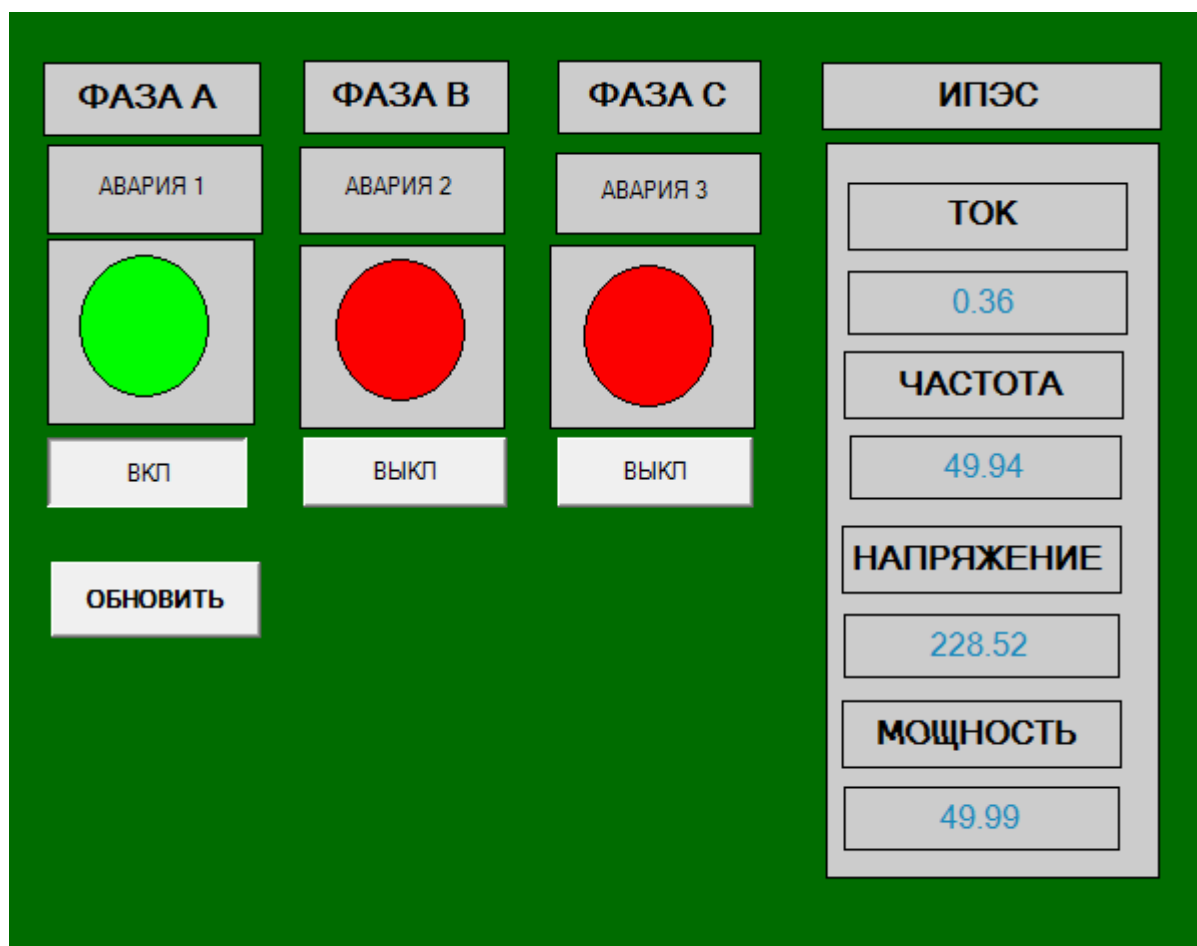 ФАЗА А
ФАЗА В
ФАЗА С
ИПЭС
АВАРИЯ 1
АВАРИЯ 2
АВАРИЯ 3
ВКЛ
ВЫКЛ
ВЫКЛ
ОБНОВИТЬ
ТОК
0.36
ЧАСТОТА
49.94
НАПРЯЖЕНИЕ
228.52
МОЩНОСТЬ
49.99